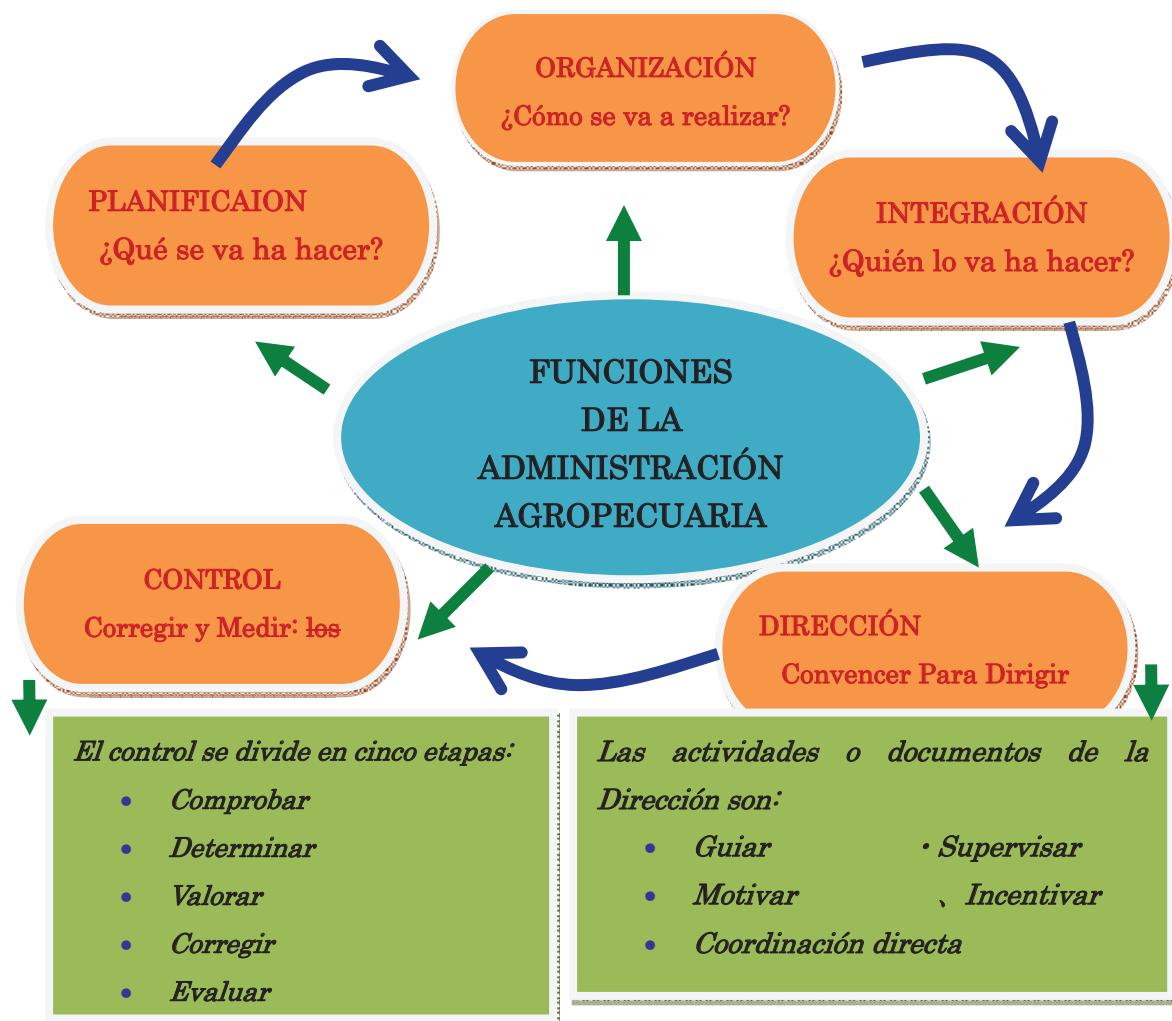 ORGANIZACIÓN
¿Cómo se va a realizar?
PLANIFICAION
¿Qué se va ha hacer?
INTEGRACIÓN
¿Quién lo va ha hacer?
FUNCIONES
DE LA
ADMINISTRACIÓN
AGROPECUARIA
CONTROL
Corregir y Medir: los
DIRECCIÓN
Convencer Para Dirigir
El control se divide en cinco etapas:
• Comprobar
• Determinar
• Valorar
• Corregir
• Evaluar
Las actividades o documentos de la
Dirección son:
• Guiar ・Supervisar
• Motivar 、Incentivar
• Coordinación directa